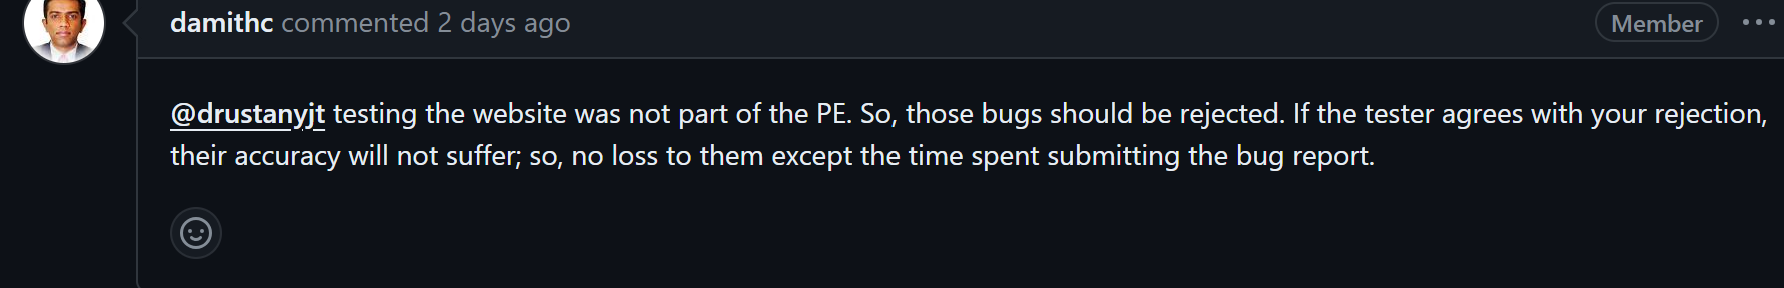 damithc commented 2 days ago
Member
@drustanyjt testing the website was not part of the PE. So, those bugs should be rejected. If the tester agrees with your rejection,
their accuracy will not suffer; so, no loss to them except the time spent submitting the bug report.